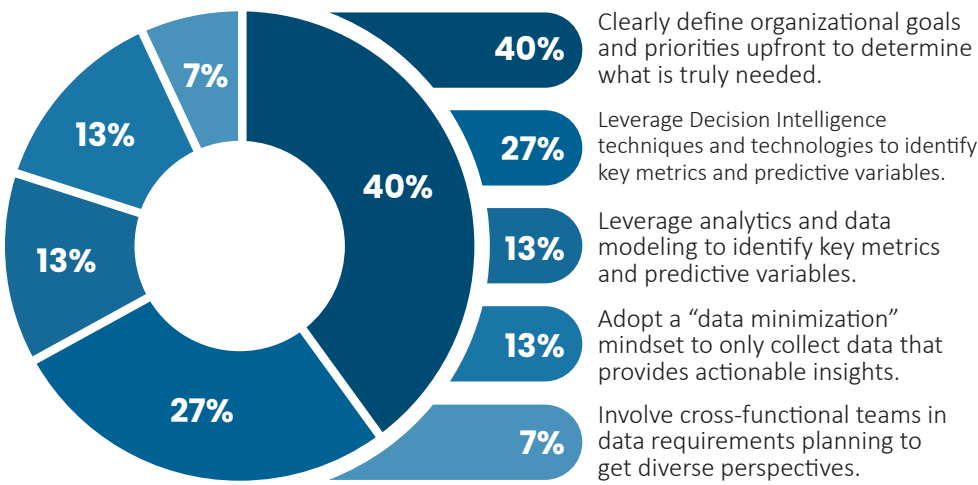 7%
13%
13%
27%
40%
40%
Clearly define organizational goals
and priorities upfront to determine
what is truly needed.
27%
Leverage Decision Intelligence
techniques and technologies to identify
key metrics and predictive variables.
13%
Leverage analytics and data
modeling to identify key metrics
and predictive variables.
13%
Adopt a “data minimization”
mindset to only collect data that
provides actionable insights.
7%
Involve cross-functional teams in
data requirements planning to
get diverse perspectives.